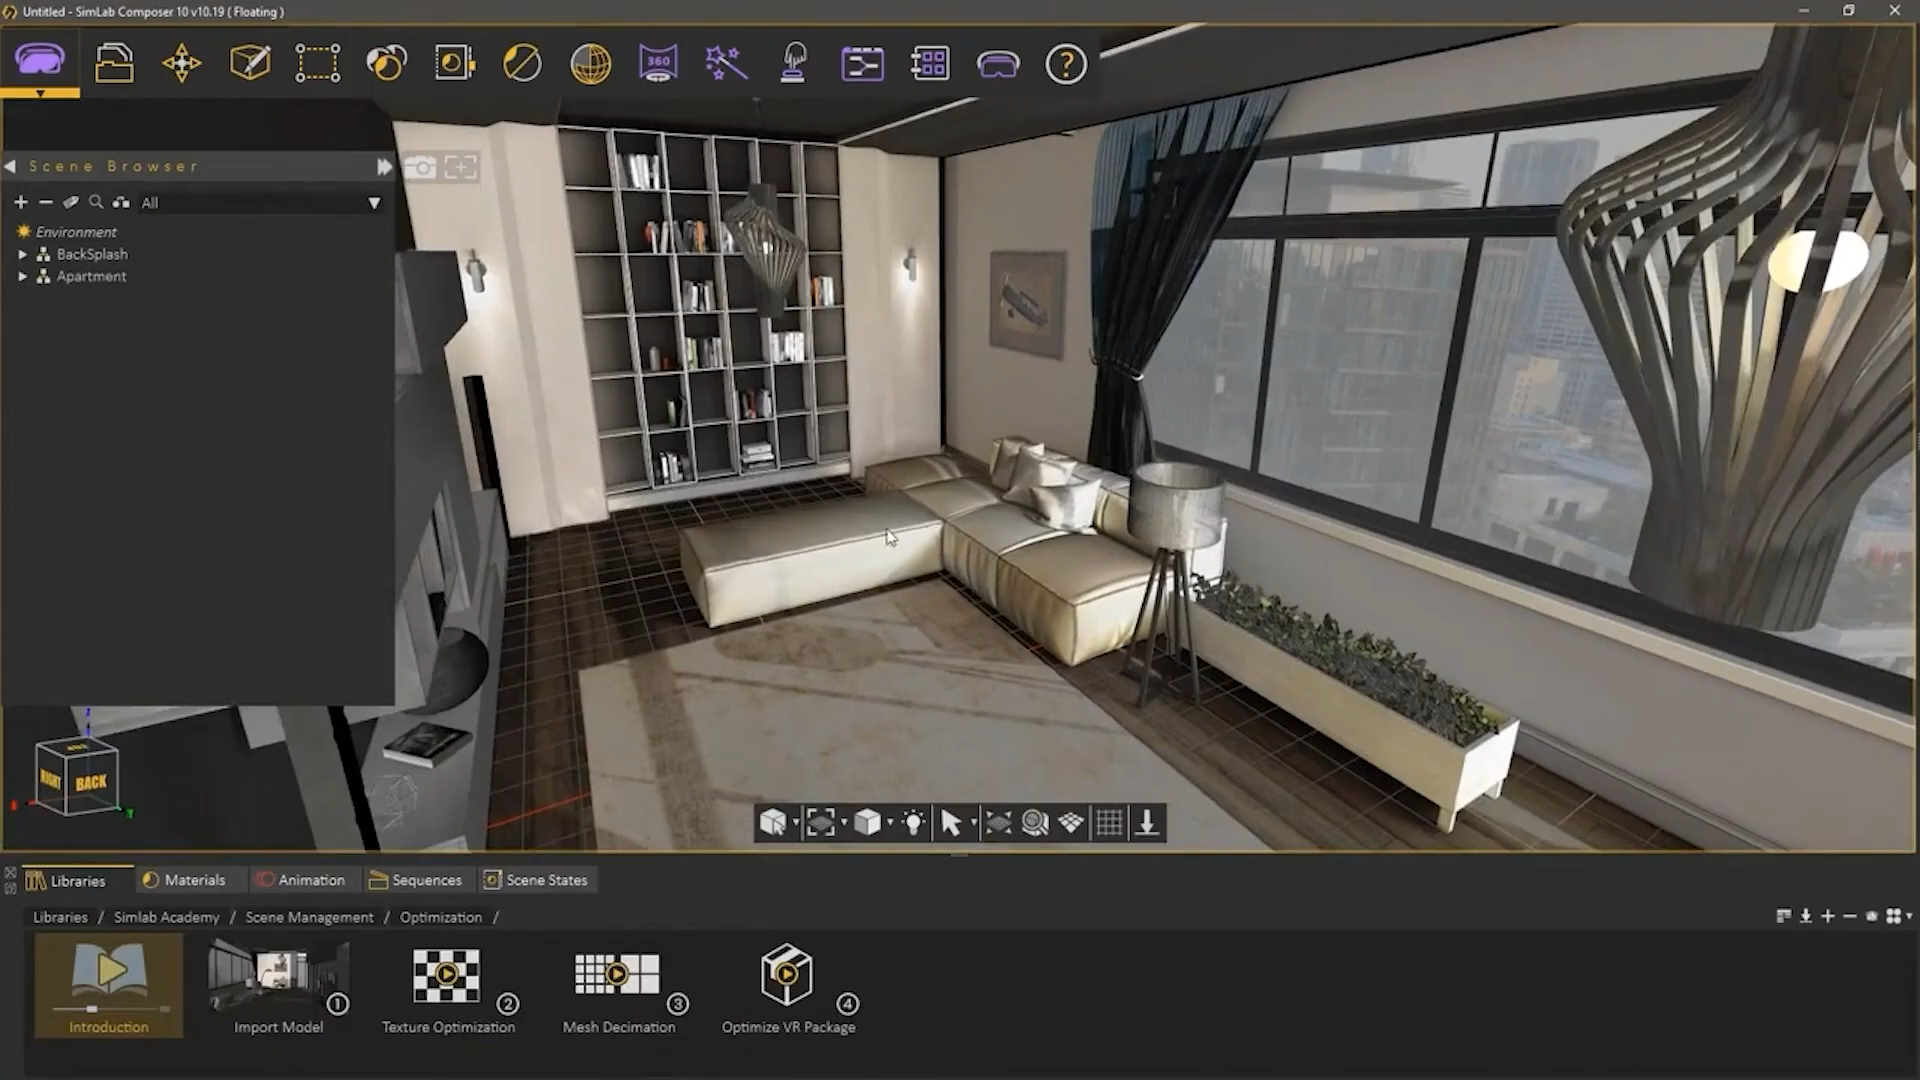 Untitled - SimLab Composer 10 v10.19 ( Floating )
360
?
Scene Browser
All
Environment
BackSplash
Apartment
RIGHT
BACK
Z
Y
Libraries
Materials
Animation
Sequences
Scene States
Libraries / Simlab Academy / Scene Management / Optimization /
Introduction
Import Model
1
Texture Optimization
2
Mesh Decimation
3
Optimize VR Package
4